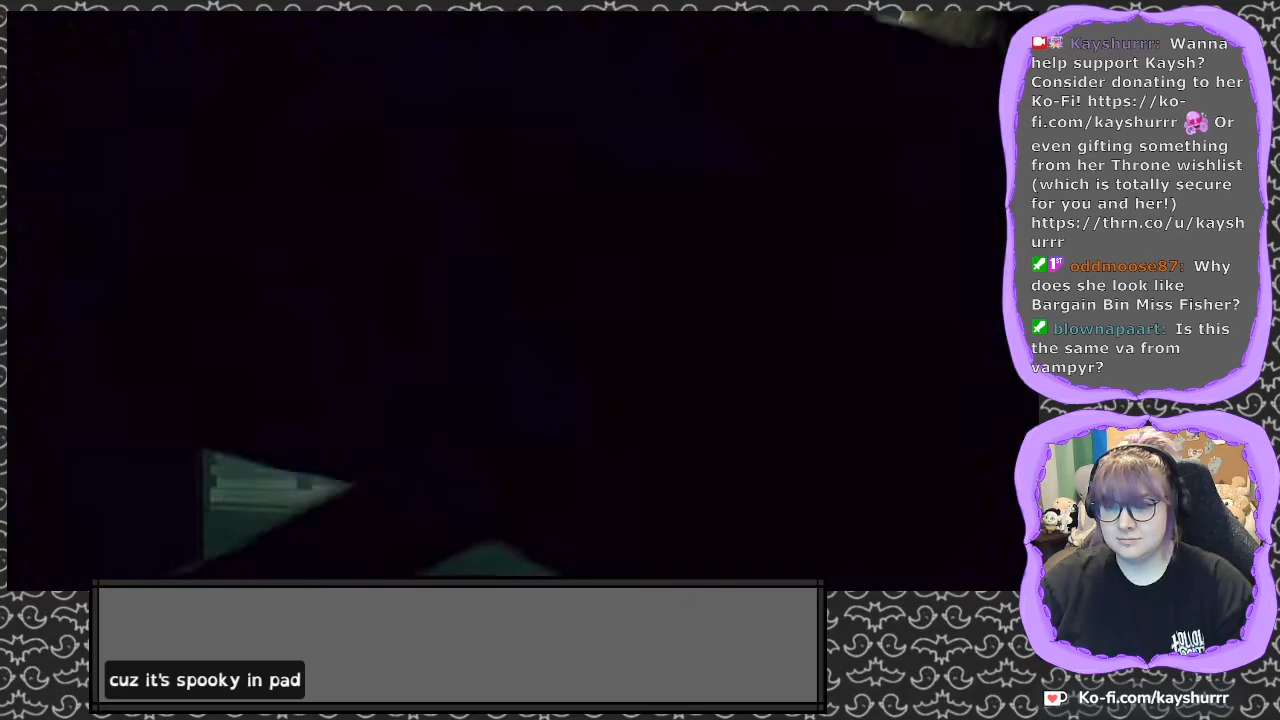 Kayshurrr: Wanna
help support Kaysh?
Consider donating to her
Ko-Fi! https://ko-
fi.com/kayshurrr Or
even gifting something
from her Throne wishlist
(which is totally secure
for you and her!)
https://thrn.co/u/kaysh
urrr
1ST oddmoose87: Why
does she look like
Bargain Bin Miss Fisher?
blownapaart: Is this
the same va from
vampyr?
cuz it's spooky in pad
Ko-fi.com/kayshurrr